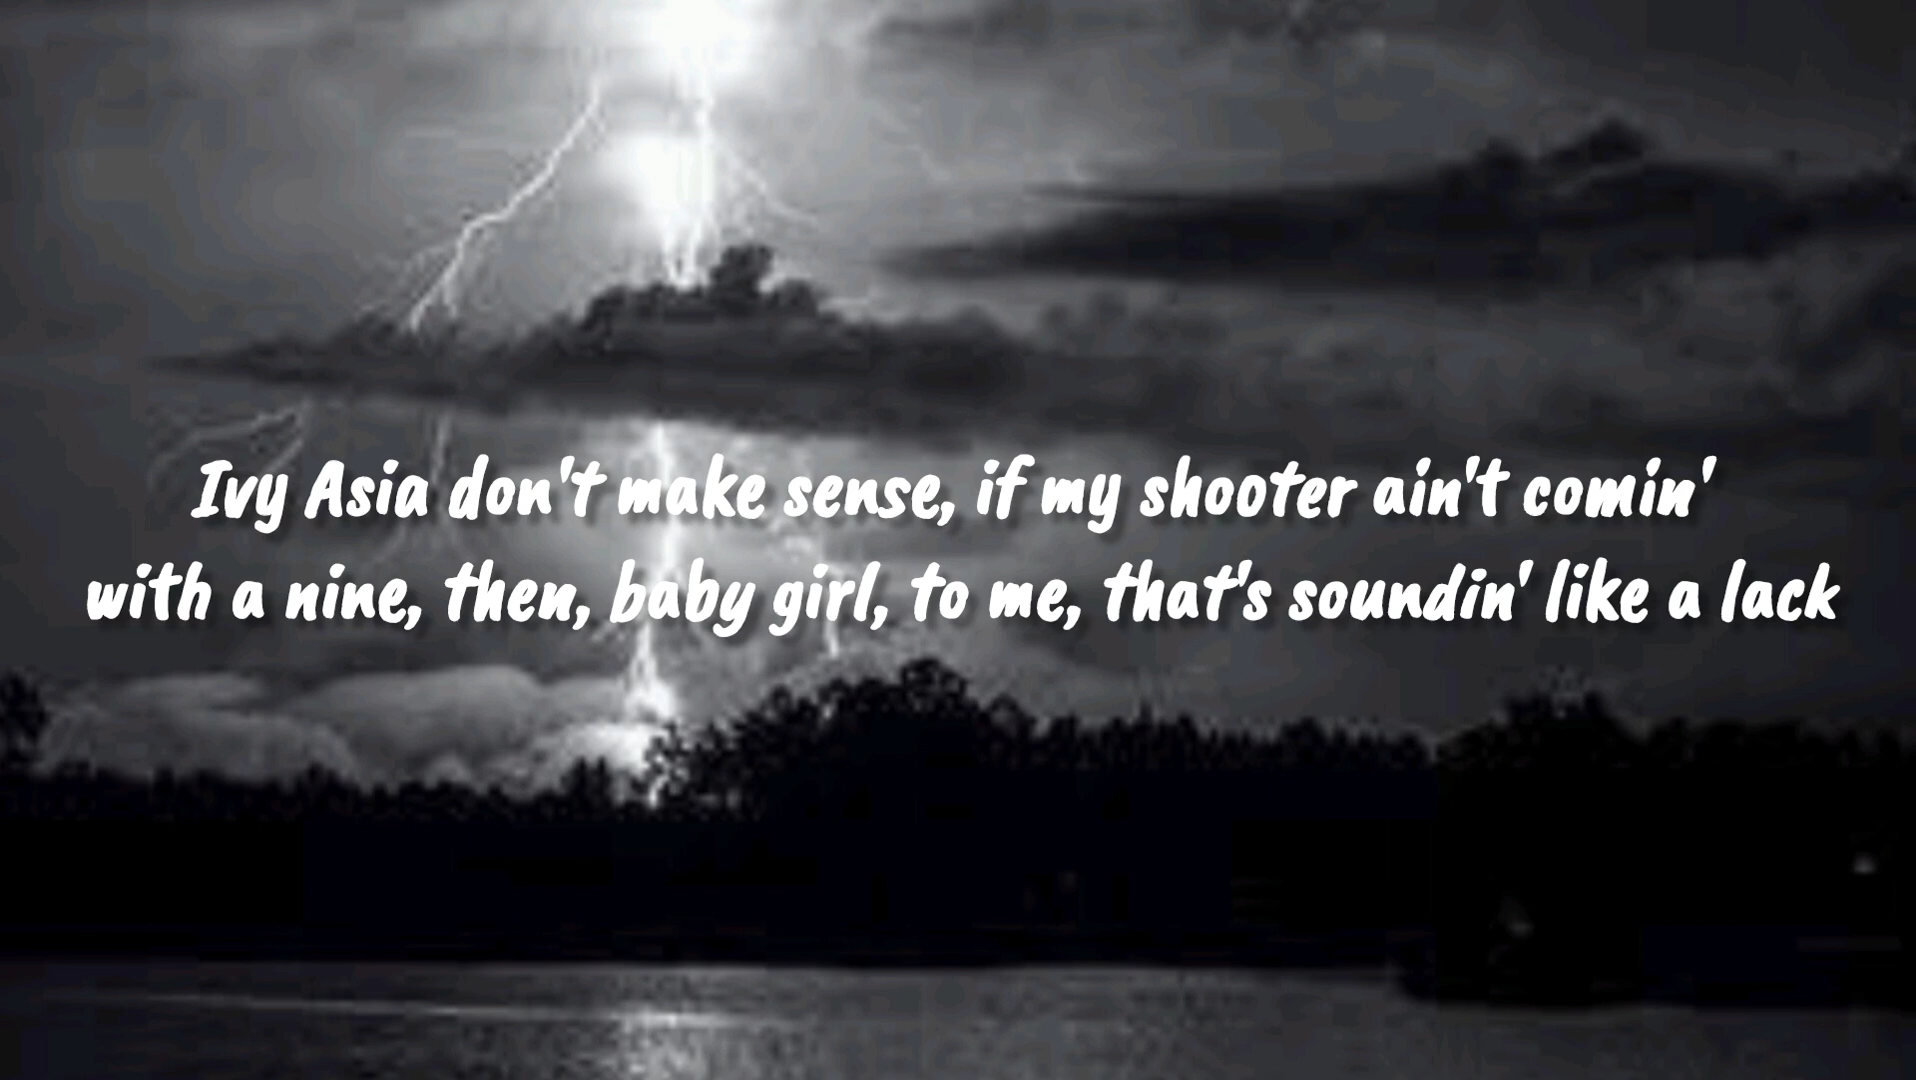 Ivy Asia don't make sense, if my shooter ain't comin'
with a nine, then, baby girl, to me, that's soundin' like a lack